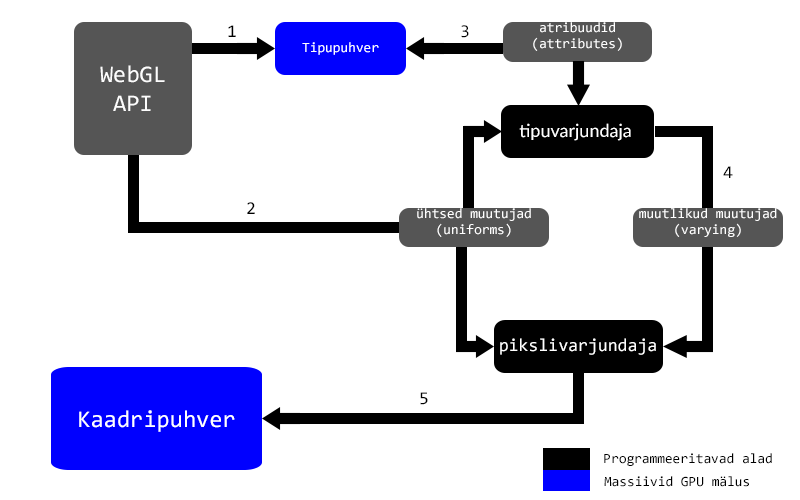 WebGL
API
1
Tipupuhver
3
atribuudid
(attributes)
tipuvarjundaja
4
2
ühtsed muutujad
(uniforms)
muutlikud muutujad
(varying)
pikslivarjundaja
5
Kaadripuhver
Programmeeritavad alad
Massiivid GPU mälus